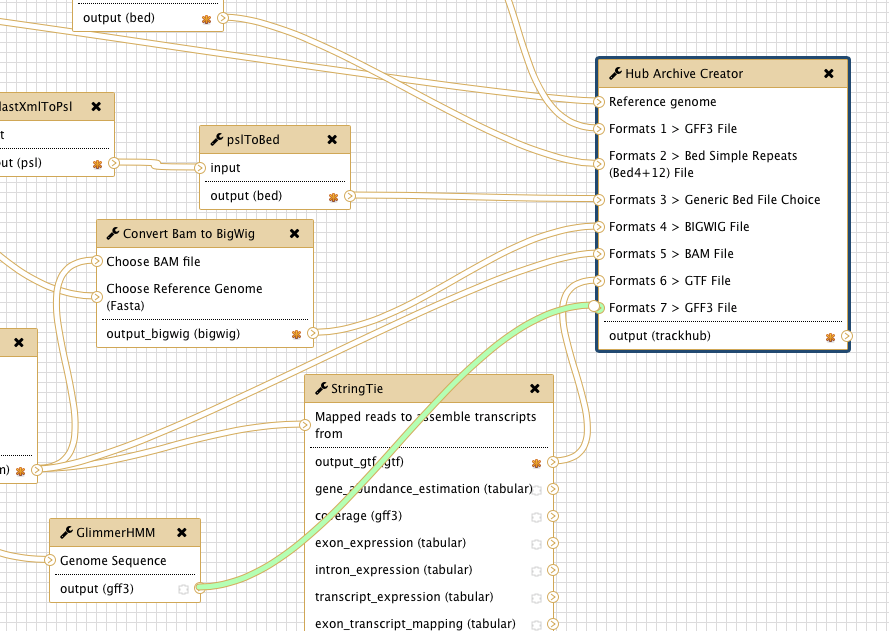 output (bed)
Hub Archive Creator
Reference genome
Formats 1 > GFF3 File
Formats 2 > Bed Simple Repeats
(Bed4+12) File
Formats 3 > Generic Bed File Choice
Formats 4 > BIGWIG File
Formats 5 > BAM File
Formats 6 > GTF File
Formats 7 > GFF3 File
output (trackhub)
lastXmlToPsl
t
ut (psl)
pslToBed
input
output (bed)
Convert Bam to BigWig
Choose BAM file
Choose Reference Genome
(Fasta)
output_bigwig (bigwig)
m)
StringTie
Mapped reads to assemble transcripts
from
output_gtf (gtf)
gene_abundance_estimation (tabular)
coverage (gff3)
exon_expression (tabular)
intron_expression (tabular)
transcript_expression (tabular)
exon_transcript_mapping (tabular)
GlimmerHMM
Genome Sequence
output (gff3)